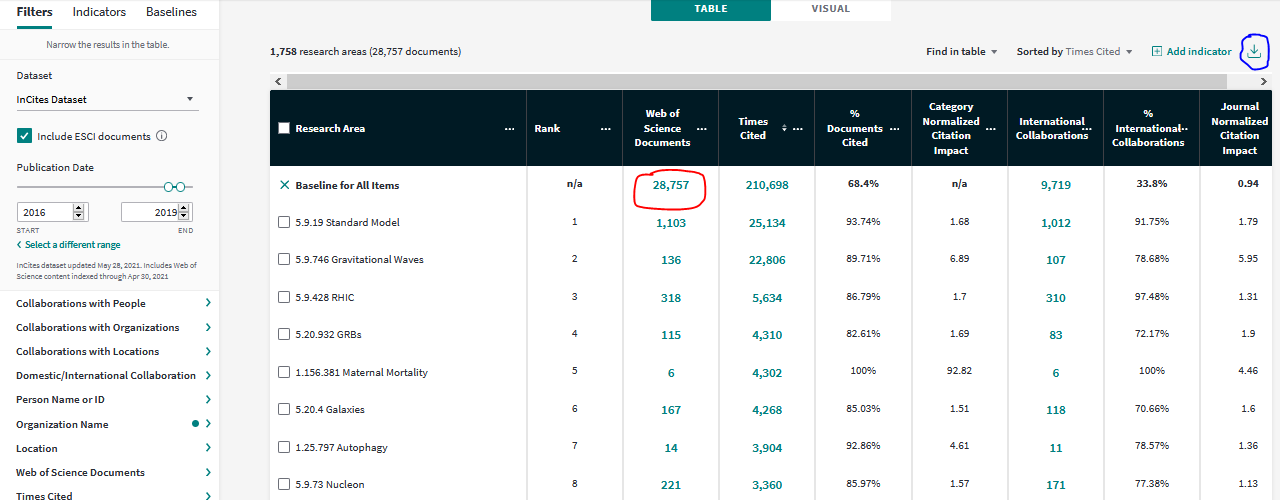 Filters Indicators Baselines
TABLE VISUAL
Narrow the results in the table.
Dataset
InCites Dataset
Include ESCI documents
Publication Date
2016 2019
START END
Select a different range
InCites dataset updated May 28, 2021. Includes Web of
Science content indexed through Apr 30, 2021
Collaborations with People
Collaborations with Organizations
Collaborations with Locations
Domestic/International Collaboration
Person Name or ID
Organization Name
Location
Web of Science Documents
Times Cited
1,758 research areas (28,757 documents)
Find in table Sorted by Times Cited Add indicator
Research Area ... Rank ... Web of Science Documents ... Times Cited ... % Documents Cited ... Category Normalized Citation Impact ... International Collaborations ... % International Collaborations ... Journal Normalized Citation Impact
Baseline for All Items n/a 28,757 210,698 68.4% n/a 9,719 33.8% 0.94
5.9.19 Standard Model 1 1,103 25,134 93.74% 1.68 1,012 91.75% 1.79
5.9.746 Gravitational Waves 2 136 22,806 89.71% 6.89 107 78.68% 5.95
5.9.428 RHIC 3 318 5,634 86.79% 1.7 310 97.48% 1.31
5.20.932 GRBs 4 115 4,310 82.61% 1.69 83 72.17% 1.9
1.156.381 Maternal Mortality 5 6 4,302 100% 92.82 6 100% 4.46
5.20.4 Galaxies 6 167 4,268 85.03% 1.51 118 70.66% 1.6
1.25.797 Autophagy 7 14 3,904 92.86% 4.61 11 78.57% 1.36
5.9.73 Nucleon 8 221 3,360 85.97% 1.57 171 77.38% 1.13